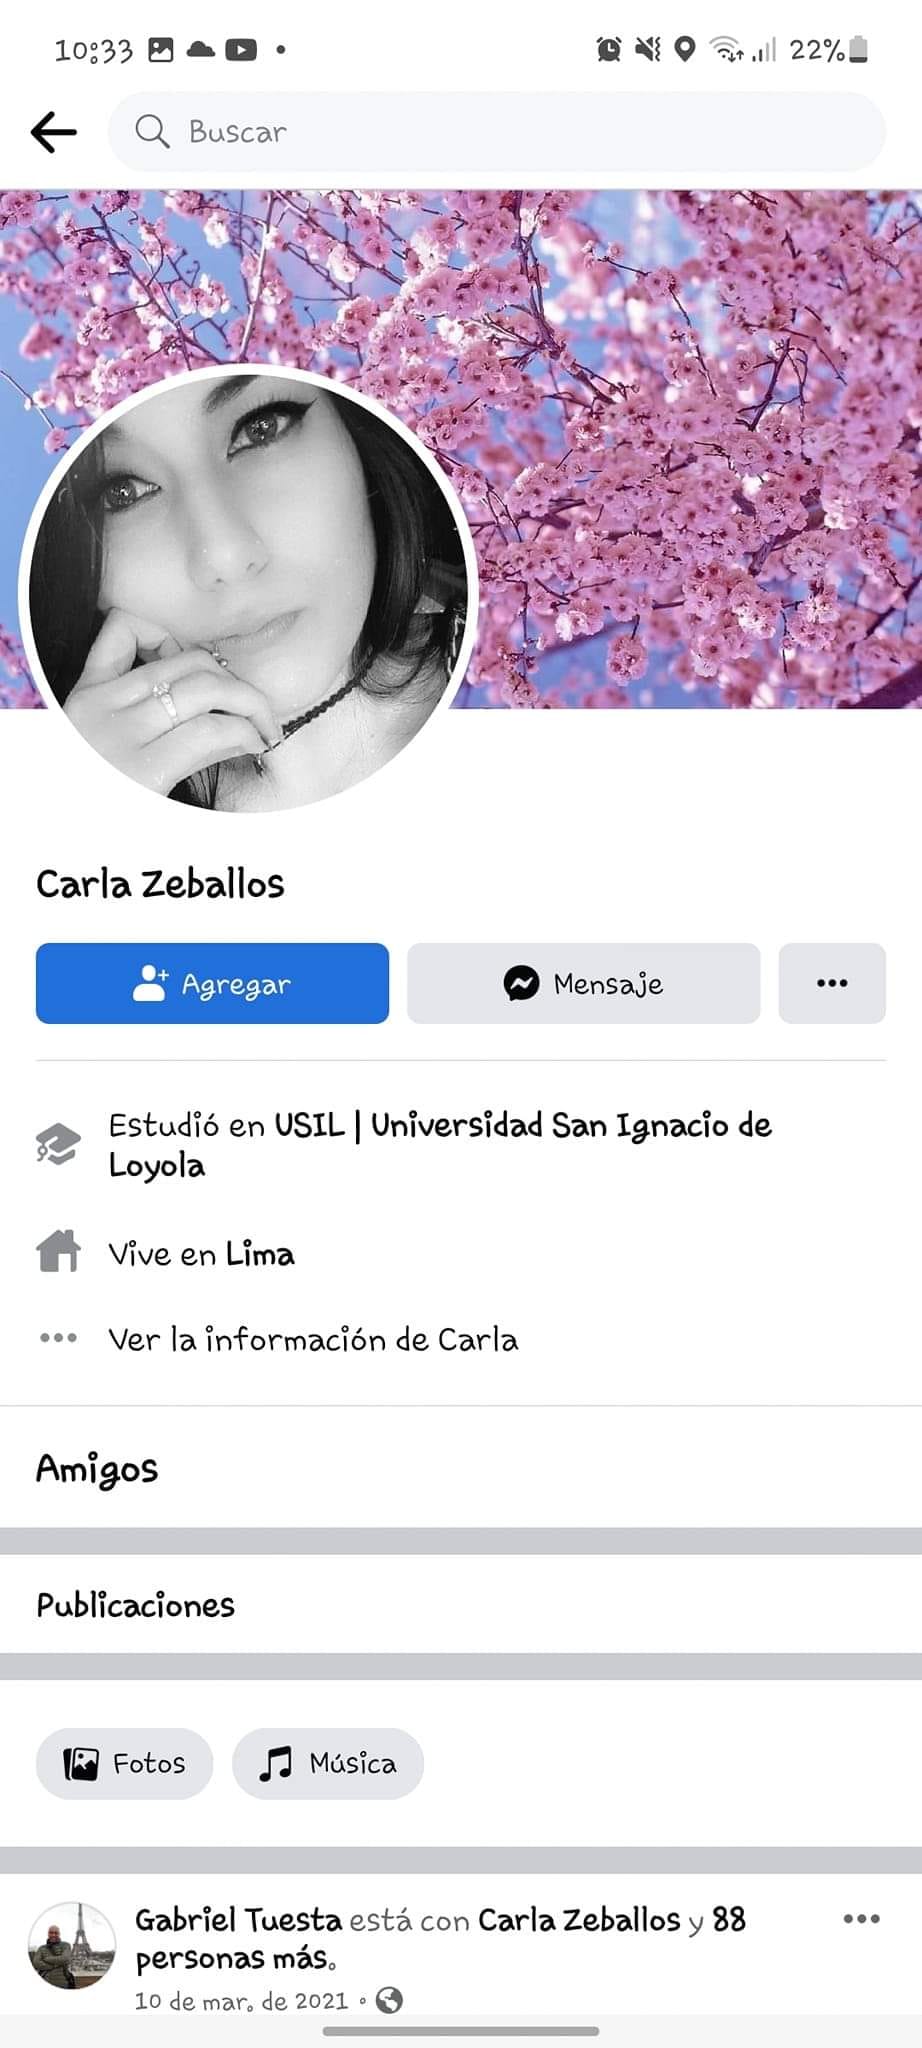 10:33
22%
Buscar
Carla Zeballos
Agregar
Mensaje
Estudió en USIL | Universidad San Ignacio de
Loyola
Vive en Lima
Ver la información de Carla
Amigos
Publicaciones
Fotos
Música
Gabriel Tuesta está con Carla Zeballos y 88
personas más.
10 de mar. de 2021